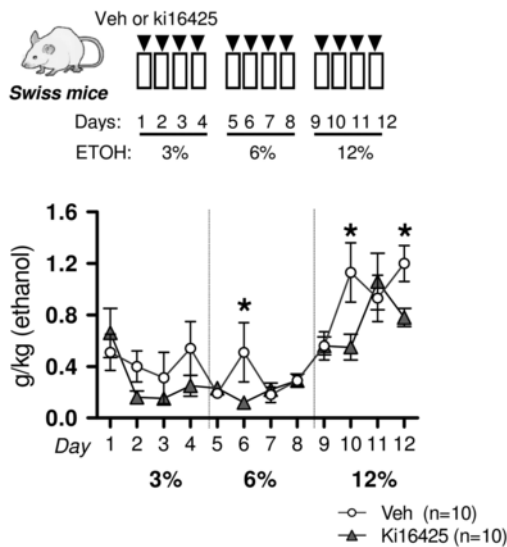 Veh or ki16425
Swiss mice
Days: 1 2 3 4 5 6 7 8 9 10 11 12
ETOH: 3% 6% 12%
g/kg (ethanol)
1.6
1.2
0.8
0.4
0.0
* * *
Day 1 2 3 4 5 6 7 8 9 10 11 12
3% 6% 12%
Veh (n=10)
Ki16425 (n=10)